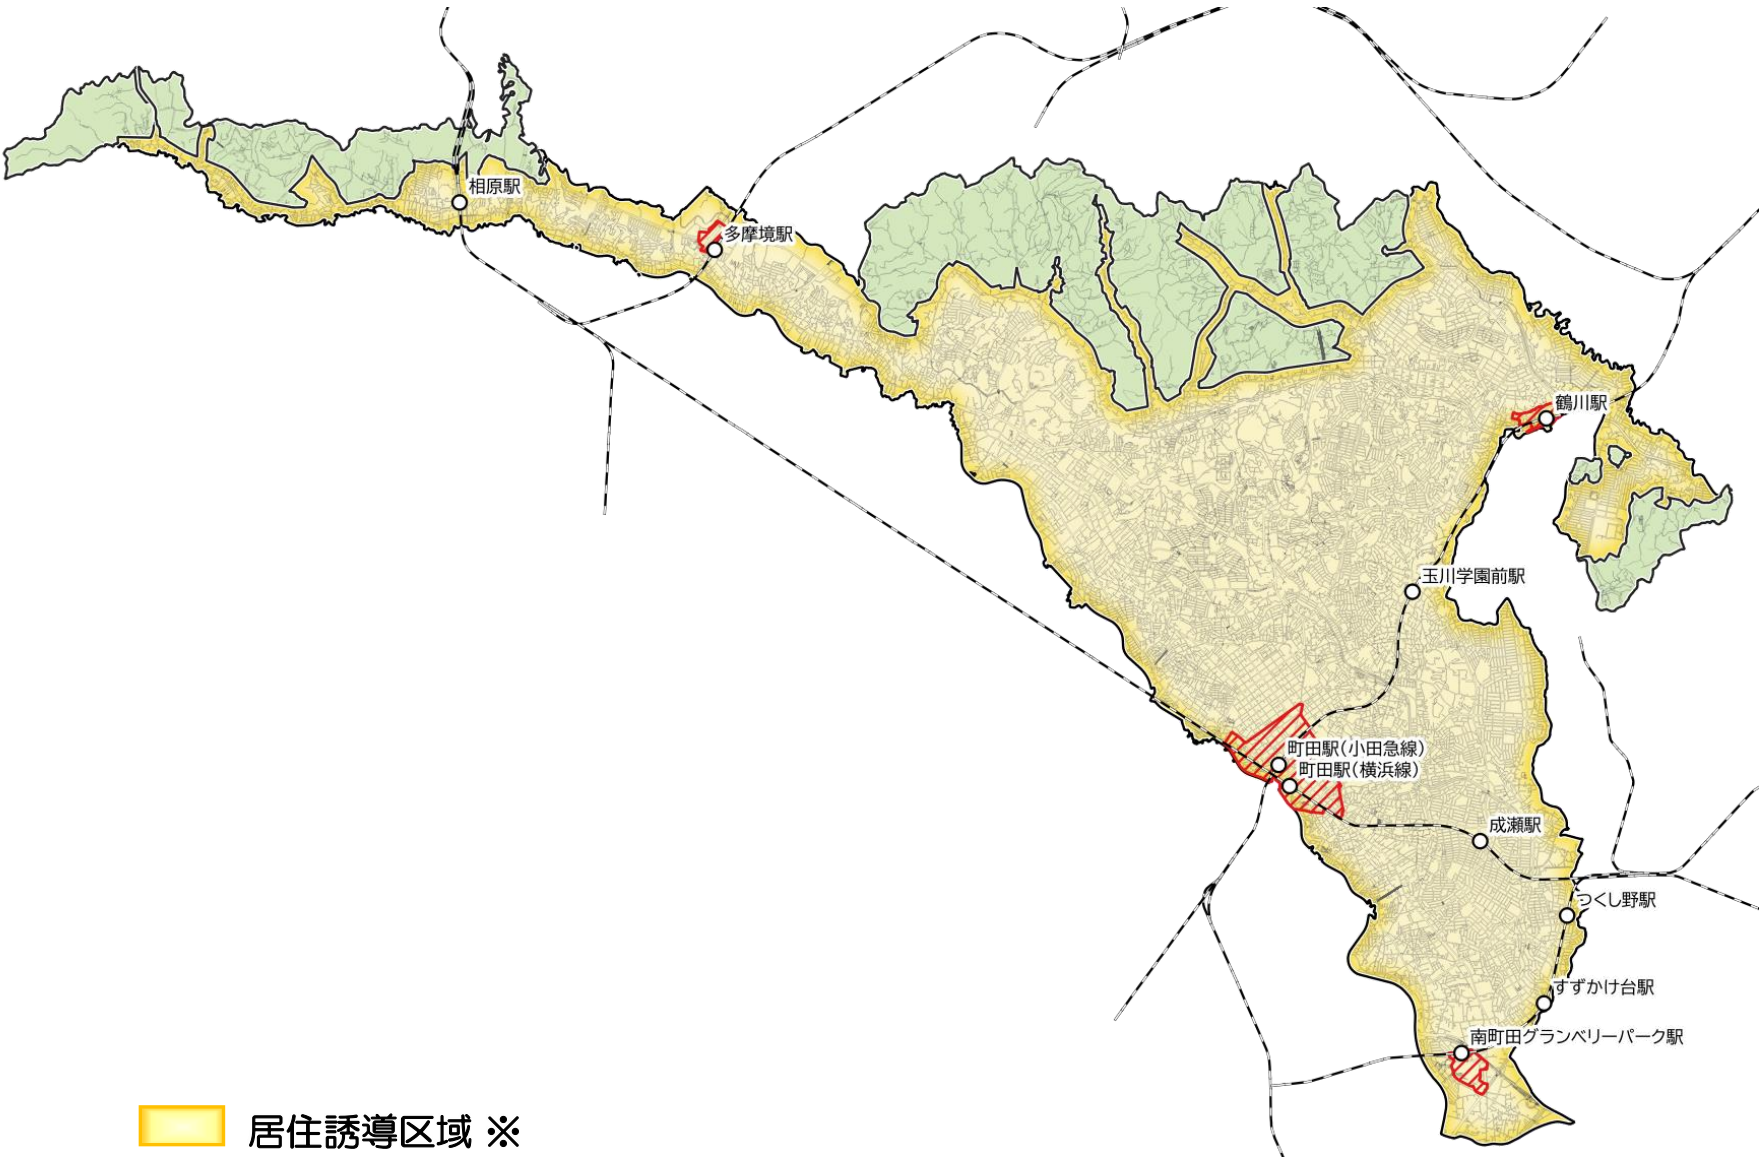 相原駅
多摩境駅
鶴川駅
玉川学園前駅
町田駅(小田急線)
町田駅(横浜線)
成瀬駅
つくし野駅
すずかけ台駅
南町田グランベリーパーク駅
居住誘導区域 ※